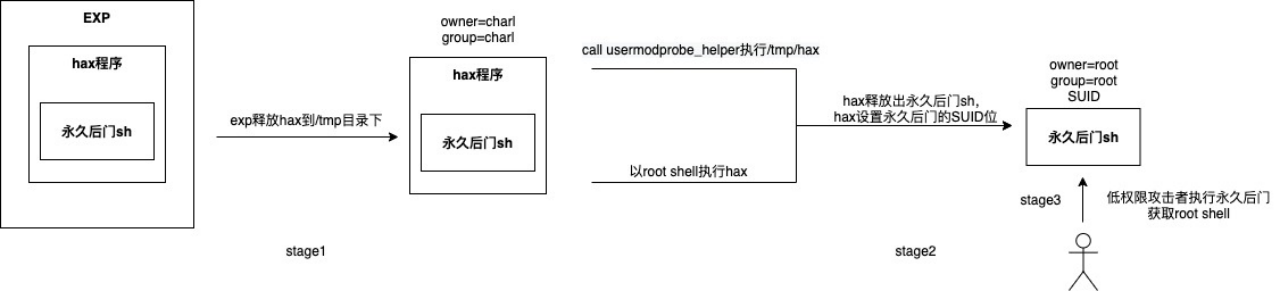 EXP
hax程序
永久后门sh
exp释放hax到/tmp目录下
stage1
owner=charl
group=charl
hax程序
永久后门sh
call usermodprobe_helper执行/tmp/hax
以root shell执行hax
hax释放出永久后门sh,
hax设置永久后门的SUID位
stage2
owner=root
group=root
SUID
永久后门sh
stage3
低权限攻击者执行永久后门
获取root shell